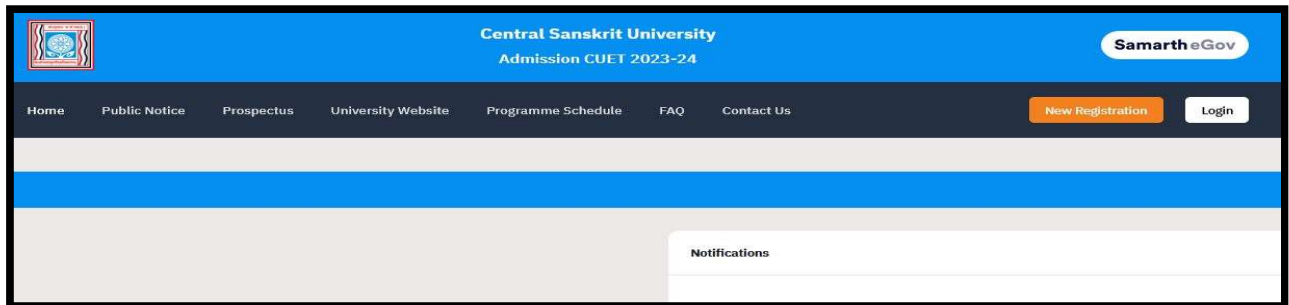 Central Sanskrit University
Admission CUET 2023-24
Samarth eGov
Home Public Notice Prospectus University Website Programme Schedule FAQ Contact Us New Registration Login
Notifications